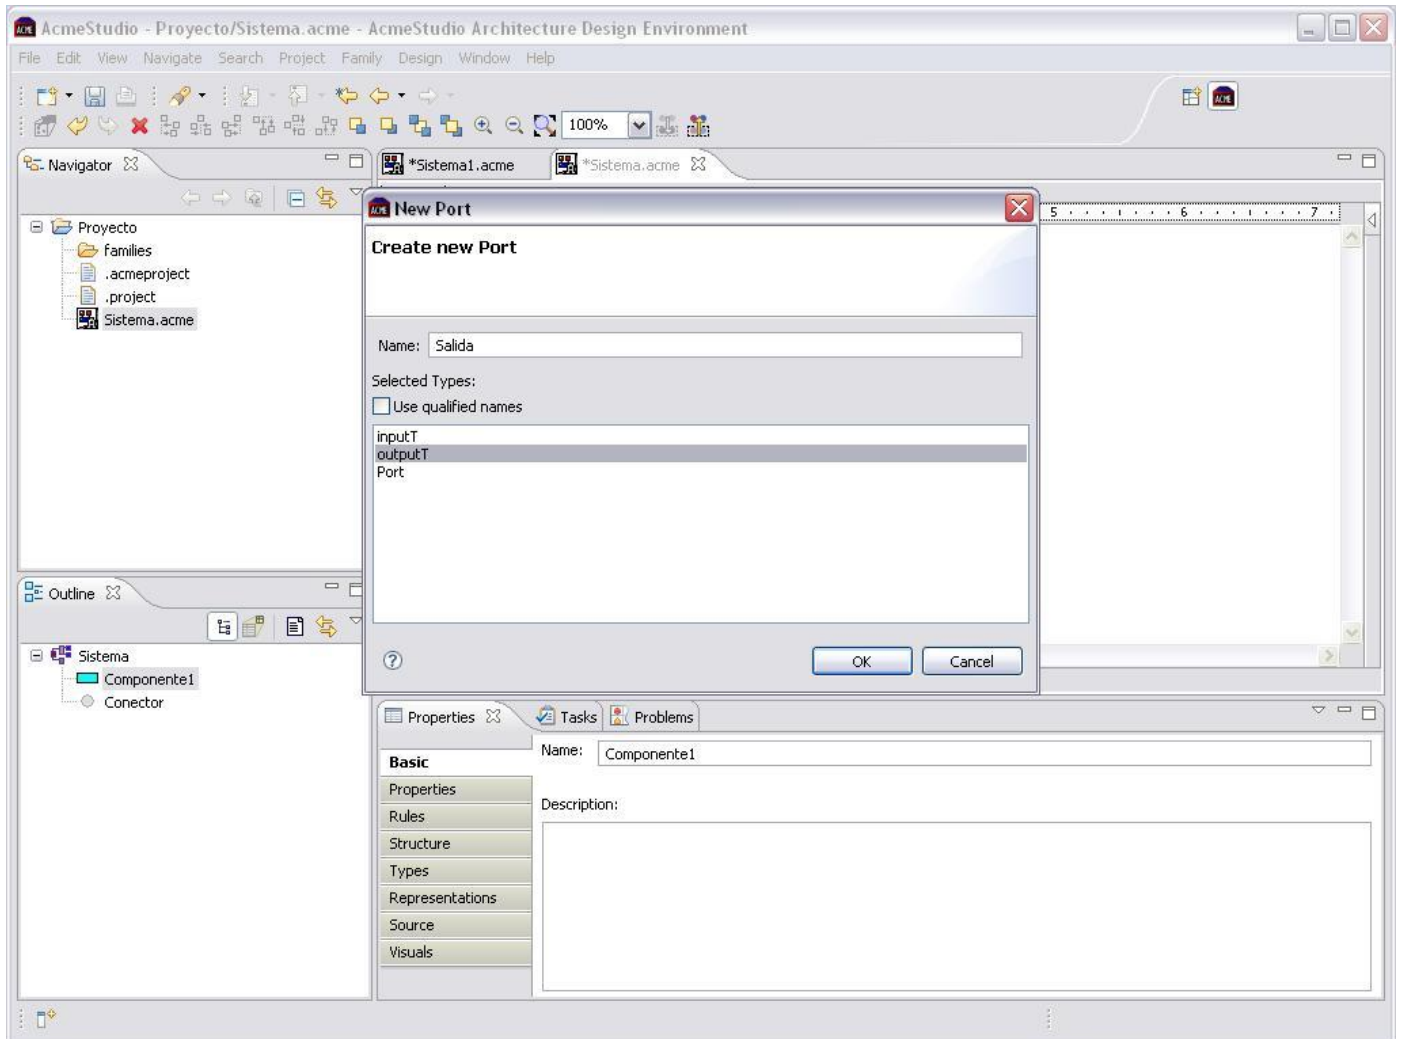 AcmeStudio - Proyecto/Sistema.acme - AcmeStudio Architecture Design Environment
File Edit View Navigate Search Project Family Design Window Help
ACME
100%
Navigator
*Sistema1.acme
*Sistema.acme
Proyecto
families
.acmeproject
.project
Sistema.acme
ACME New Port
5 6 7
Create new Port
Name: Salida
Selected Types:
Use qualified names
inputT
outputT
Port
? OK Cancel
Outline
Sistema
Componente1
Conector
Properties Tasks Problems
Basic
Properties
Rules
Structure
Types
Representations
Source
Visuals
Name: Componente1
Description: